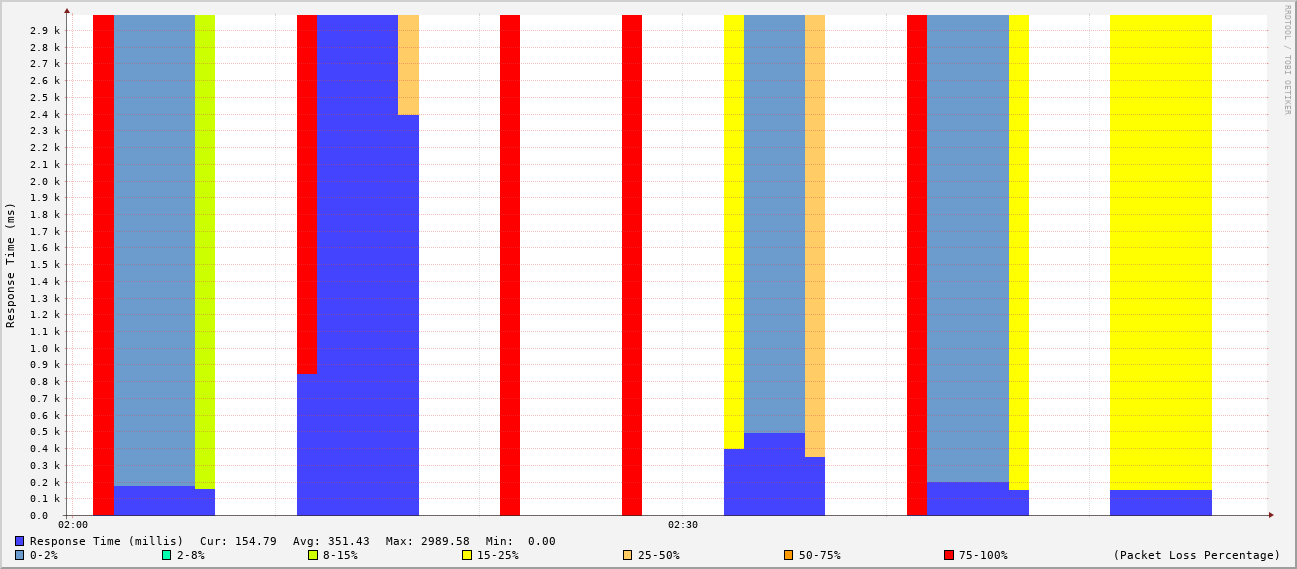 RRDTOOL / TOBI OETIKER
Response Time (ms)
2.9 k
2.8 k
2.7 k
2.6 k
2.5 k
2.4 k
2.3 k
2.2 k
2.1 k
2.0 k
1.9 k
1.8 k
1.7 k
1.6 k
1.5 k
1.4 k
1.3 k
1.2 k
1.1 k
1.0 k
0.9 k
0.8 k
0.7 k
0.6 k
0.5 k
0.4 k
0.3 k
0.2 k
0.1 k
0.0
02:00 02:30
Response Time (millis) Cur: 154.79 Avg: 351.43 Max: 2989.58 Min: 0.00
0-2% 2-8% 8-15% 15-25% 25-50% 50-75% 75-100% (Packet Loss Percentage)